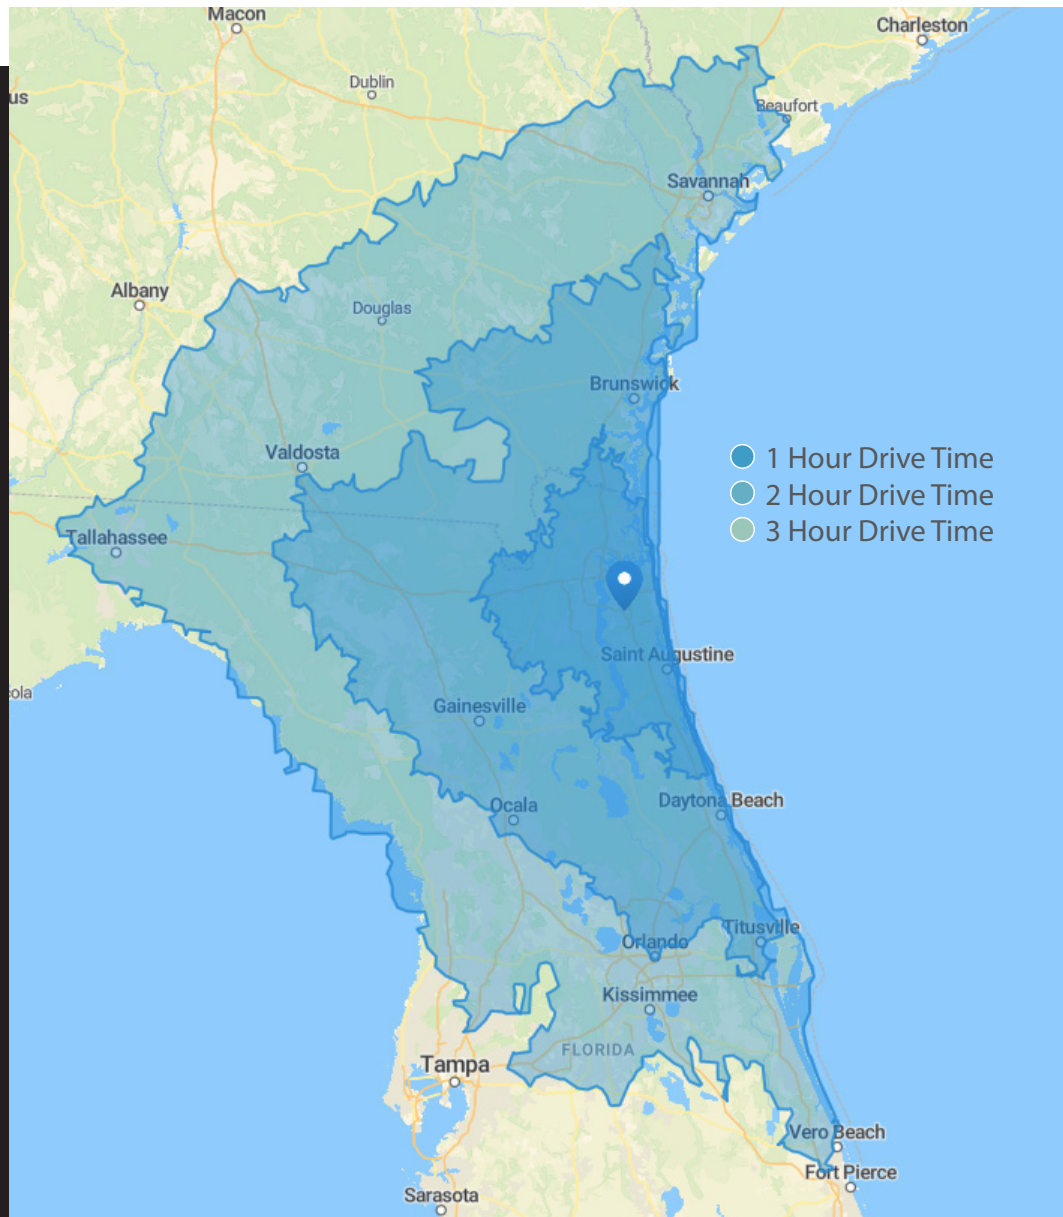 Macon
Charleston
Dublin
us
Beaufort
Savannah
Albany
Douglas
Brunswick
Valdosta
1 Hour Drive Time
2 Hour Drive Time
3 Hour Drive Time
Tallahassee
Saint Augustine
cola
Gainesville
Ocala
Daytona Beach
Titusville
Orlando
Kissimmee
FLORIDA
Tampa
Vero Beach
Fort Pierce
Sarasota